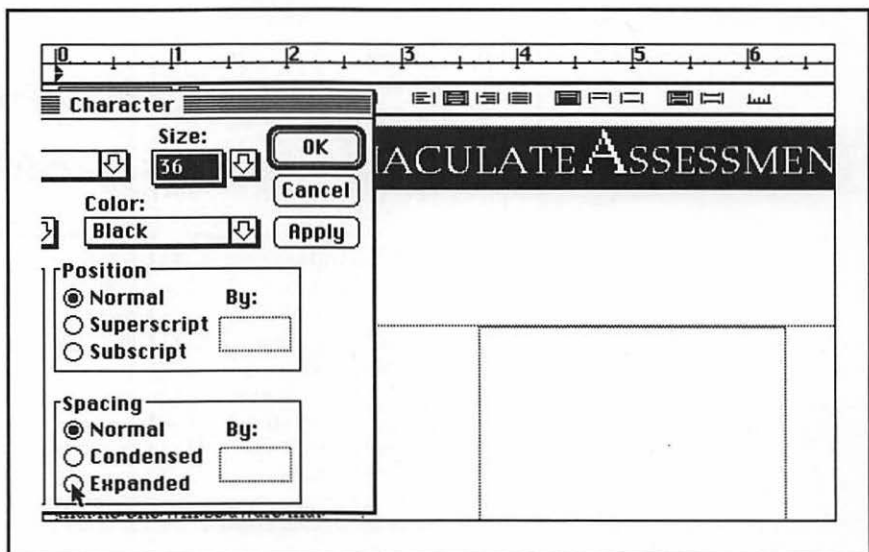 0 1 2 3 4 5 6
Character
Size:
36
OK
Cancel
Color:
Black
Apply
MACULATE ASSESSMEN
Position
Normal By:
Superscript
Subscript
Spacing
Normal By:
Condensed
Expanded